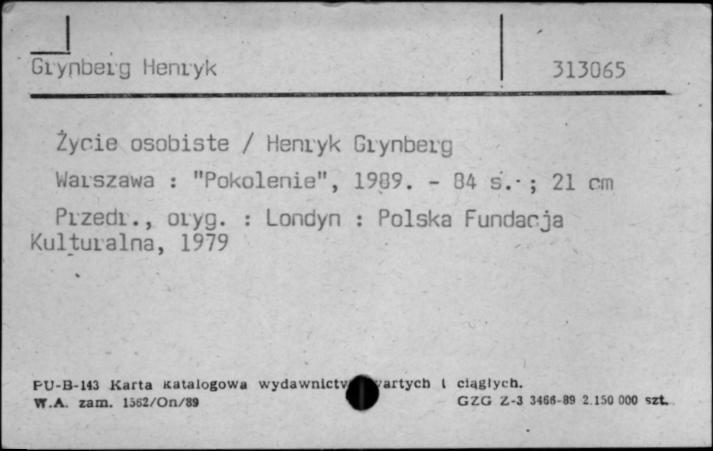 Grynberg Henryk 313065
Życie osobiste / Henryk Grynberg
Warszawa : "Pokolenie", 1989. - 84 s. ; 21 cm
Przedr., oryg. : Londyn : Polska Fundacja
Kulturalna, 1979
PU-B-143 Karta katalogowa wydawnictw zwartych i ciągłych.
W.A. zam. 1562/On/89 GZG Z-3 3466-89 2.150 000 szt.